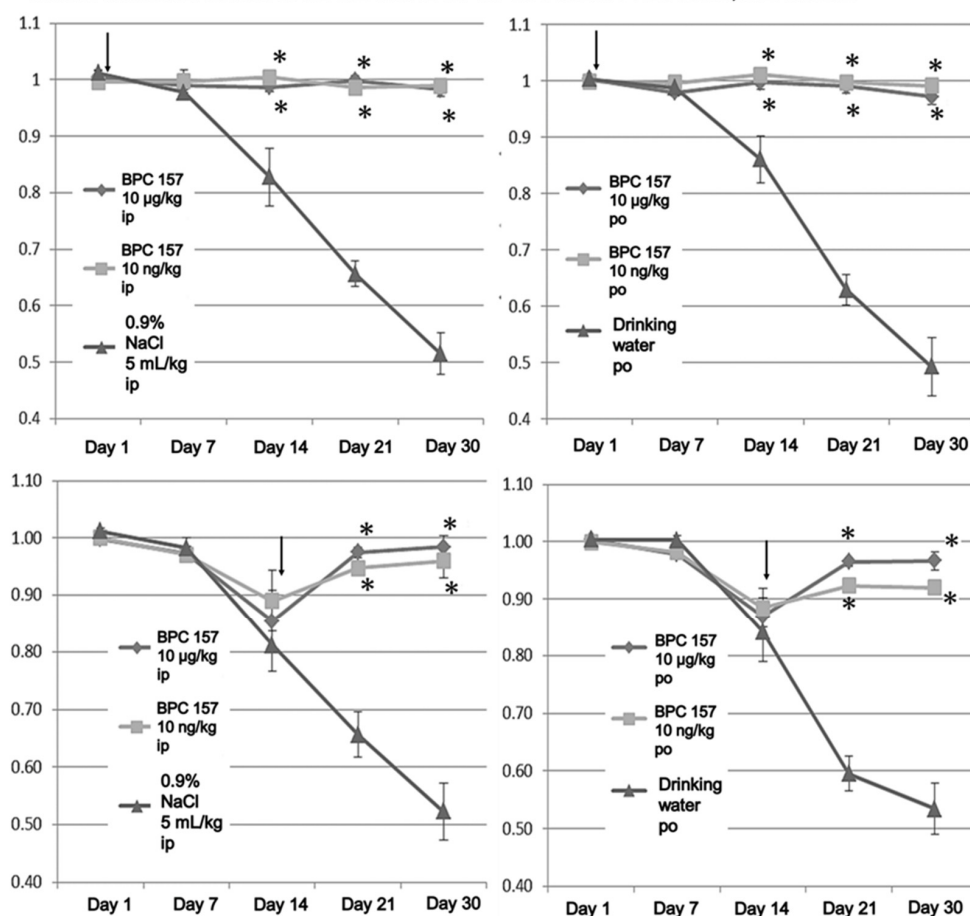 1.1
1
0.9
0.8
0.7
0.6
0.5
0.4
* * *
* * *
BPC 157
10 µg/kg
ip
BPC 157
10 ng/kg
ip
0.9%
NaCl
5 mL/kg
ip
Day 1 Day 7 Day 14 Day 21 Day 30
1.1
1
0.9
0.8
0.7
0.6
0.5
0.4
* * *
* * *
BPC 157
10 µg/kg
po
BPC 157
10 ng/kg
po
Drinking
water
po
Day 1 Day 7 Day 14 Day 21 Day 30
1.10
1.00
0.90
0.80
0.70
0.60
0.50
0.40
* *
* *
BPC 157
10 µg/kg
ip
BPC 157
10 ng/kg
ip
0.9%
NaCl
5 mL/kg
ip
Day 1 Day 7 Day 14 Day 21 Day 30
1.10
1.00
0.90
0.80
0.70
0.60
0.50
0.40
* *
* *
BPC 157
10 µg/kg
po
BPC 157
10 ng/kg
po
Drinking
water
po
Day 1 Day 7 Day 14 Day 21 Day 30